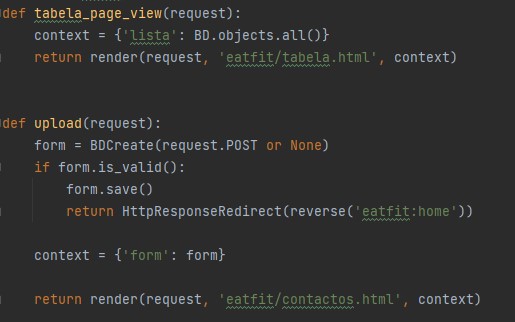 def tabela_page_view(request):
    context = {'lista': BD.objects.all()}
    return render(request, 'eatfit/tabela.html', context)
def upload(request):
    form = BDCreate(request.POST or None)
    if form.is_valid():
        form.save()
        return HttpResponseRedirect(reverse('eatfit:home'))
    context = {'form': form}
    return render(request, 'eatfit/contactos.html', context)